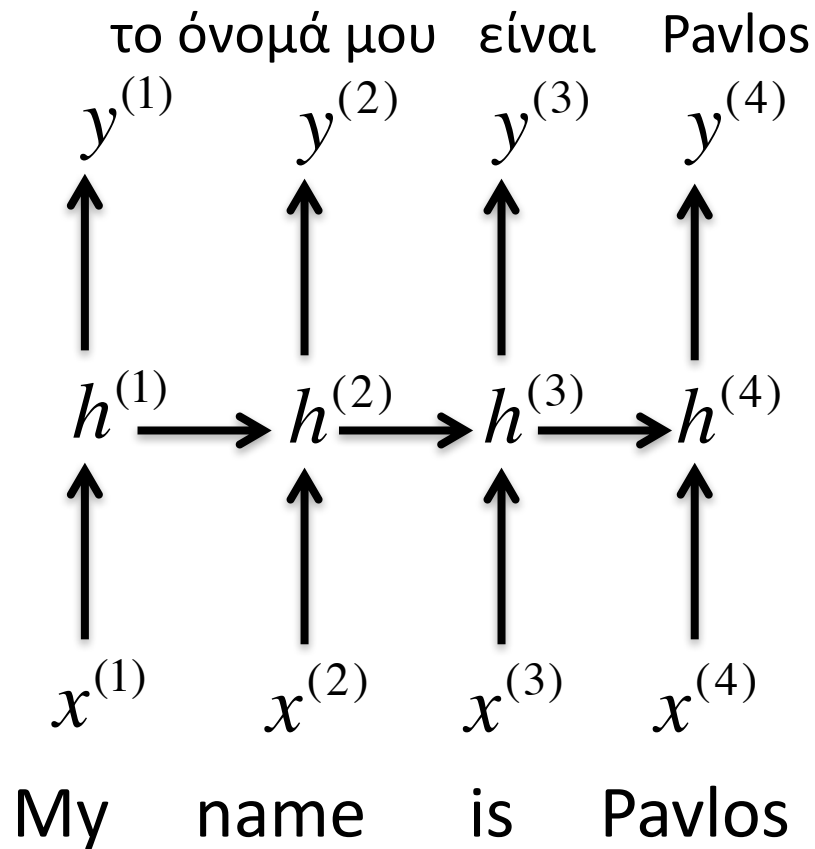 το όνομά μου είναι Pavlos
y(1) y(2) y(3) y(4)
h(1) h(2) h(3) h(4)
x(1) x(2) x(3) x(4)
My name is Pavlos